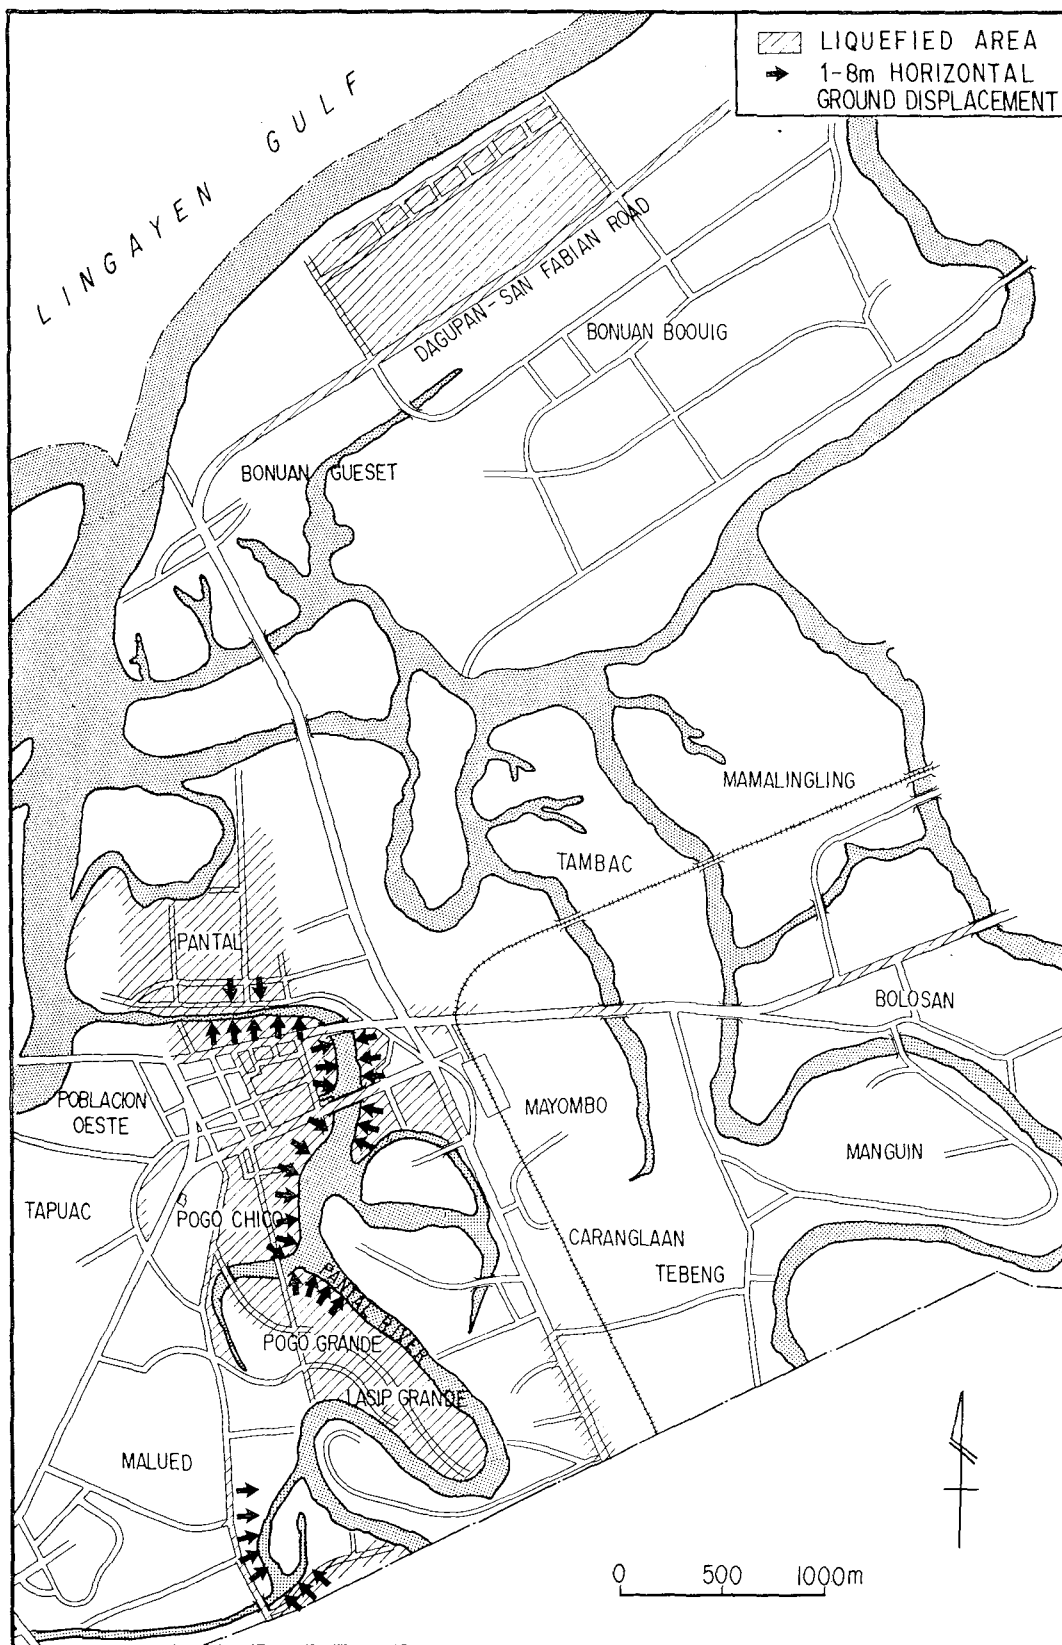 LIQUEFIED AREA
1-8m HORIZONTAL
GROUND DISPLACEMENT
LINGAYEN GULF
DAGUPAN-SAN FABIAN ROAD
BONUAN BOOUIG
BONUAN GUESET
MAMALINGLING
TAMBAC
PANTAL
BOLOSAN
POBLACION
OESTE
MAYOMBO
MANGUIN
TAPUAC
POGO CHICO
CARANGLAAN
TEBENG
PANTAL RIVER
POGO GRANDE
LASIP GRANDE
MALUED
0 500 1000m